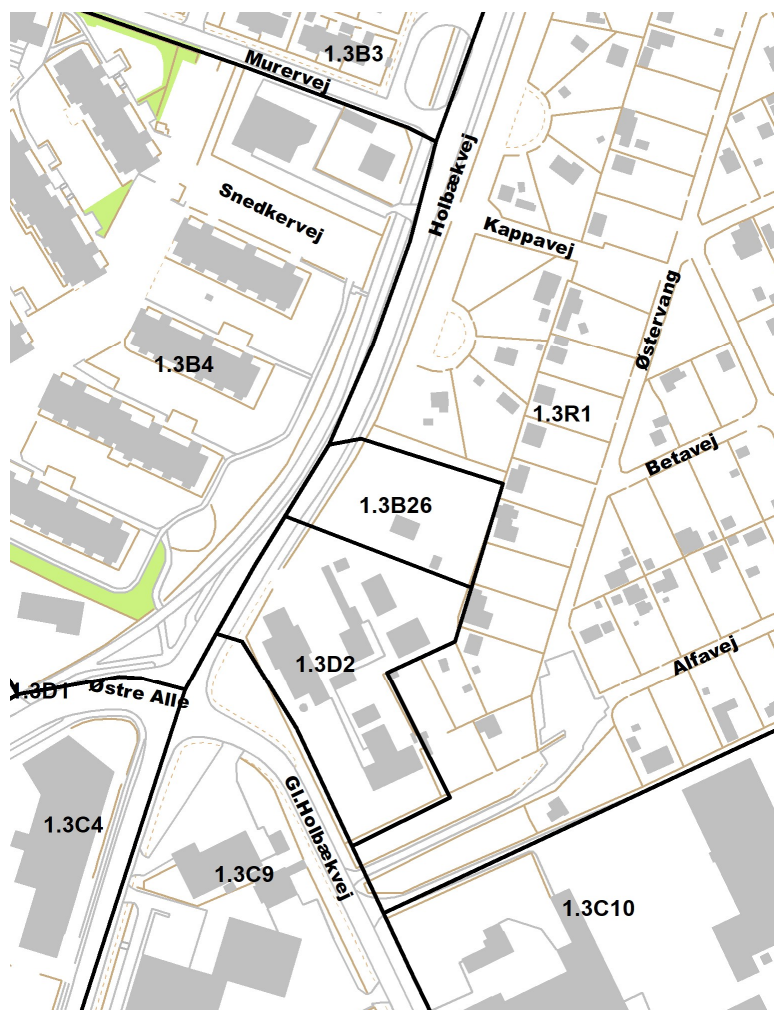 1.3B3
Murervej
Holbækvej
Snedkervej
Kappavej
Østervang
1.3B4
1.3R1
Betavej
1.3B26
1.3D2
Alfavej
1.3D1
Østre Alle
Gl.Holbækvej
1.3C4
1.3C9
1.3C10